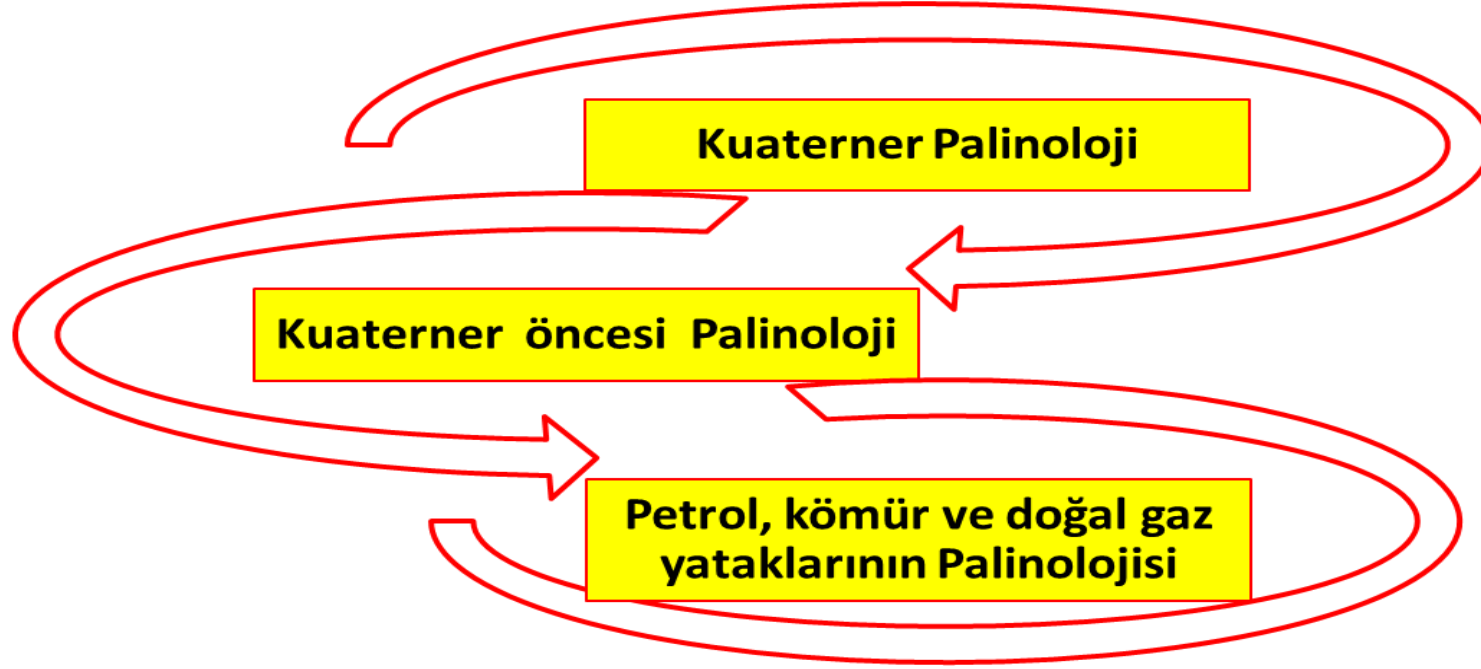 Kuaterner Palinoloji
Kuaterner öncesi Palinoloji
Petrol, kömür ve doğal gaz
yataklarının Palinolojisi